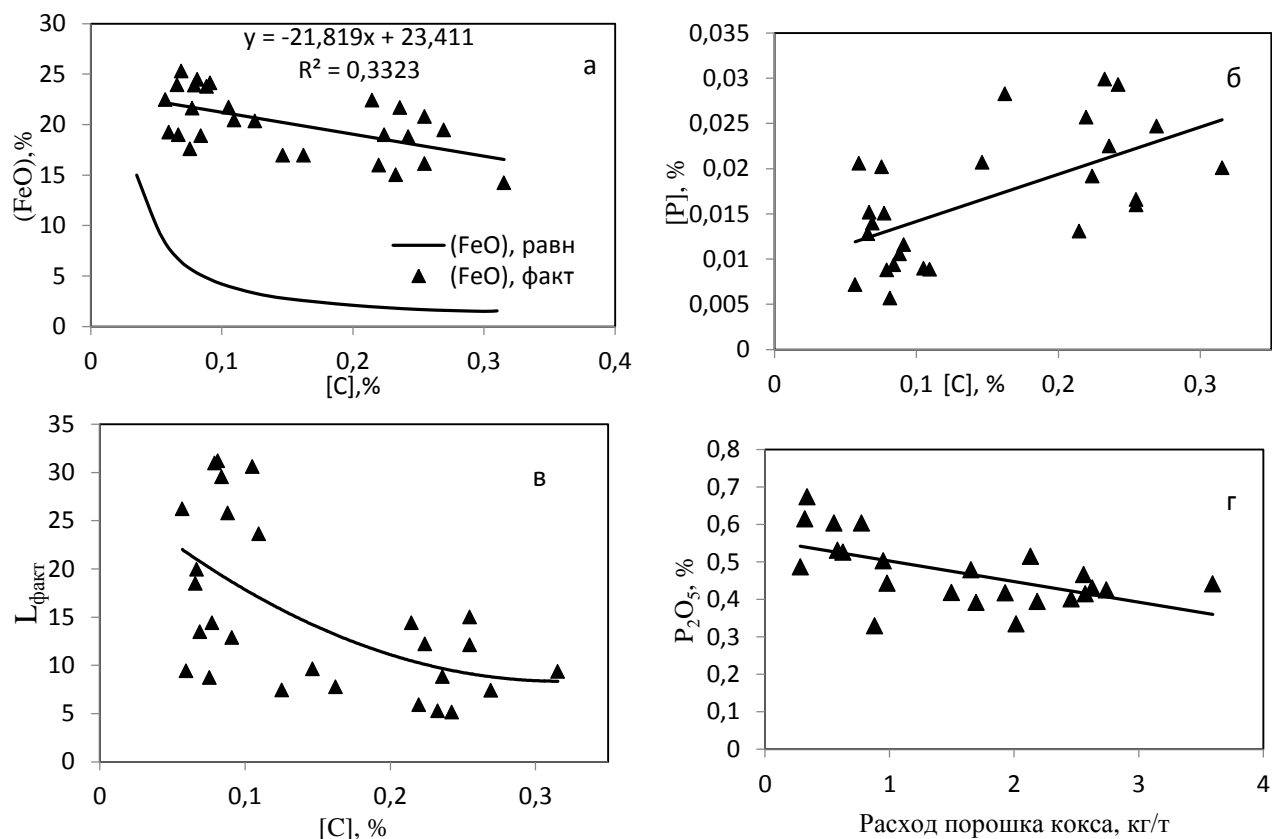 30
25
20
15
10
5
0
(FeO),%
y = -21,819x + 23,411
R² = 0,3323
а
(FeO), равн
(FeO), факт
0 0,1 0,2 0,3 0,4
[C],%
0,035
0,03
0,025
0,02
0,015
0,01
0,005
0
[P], %
б
0 0,1 [C], % 0,2 0,3
35
30
25
20
15
10
5
0
Lфакт
в
0 0,1 0,2 0,3
[C], %
0,8
0,7
0,6
0,5
0,4
0,3
0,2
0,1
0
P₂O₅, %
г
0 1 2 3 4
Расход порошка кокса, кг/т